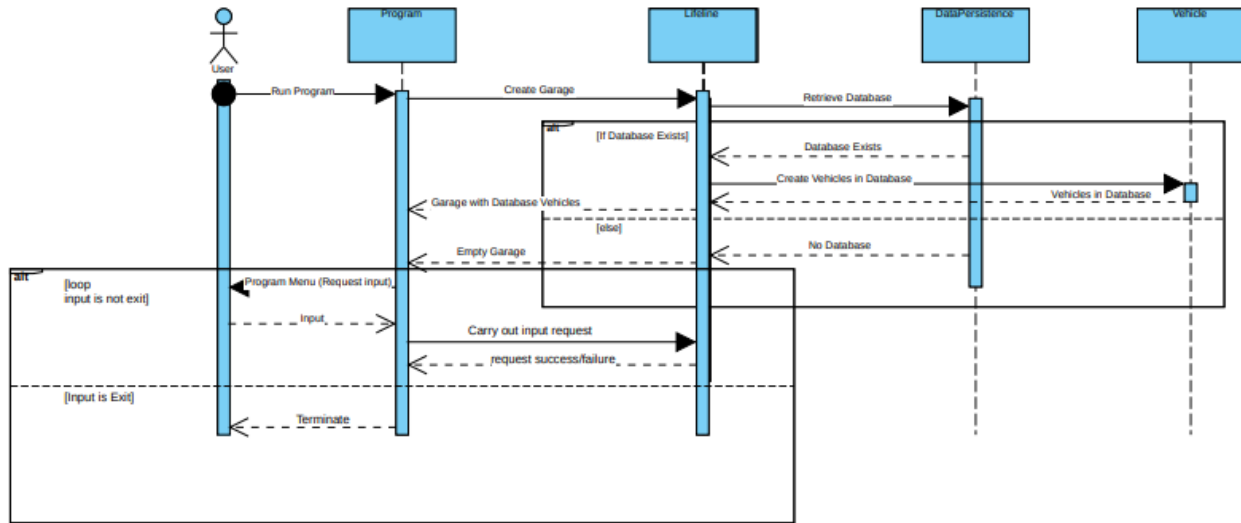 Program
Lifeline
DataPersistence
Vehicle
User
Run Program
Create Garage
Retrieve Database
alt
[If Database Exists]
Database Exists
Create Vehicles in Database
Vehicles in Database
Garage with Database Vehicles
[else]
No Database
Empty Garage
alt
[loop
input is not exit]
Program Menu (Request input)
Input
Carry out input request
request success/failure
[Input is Exit]
Terminate